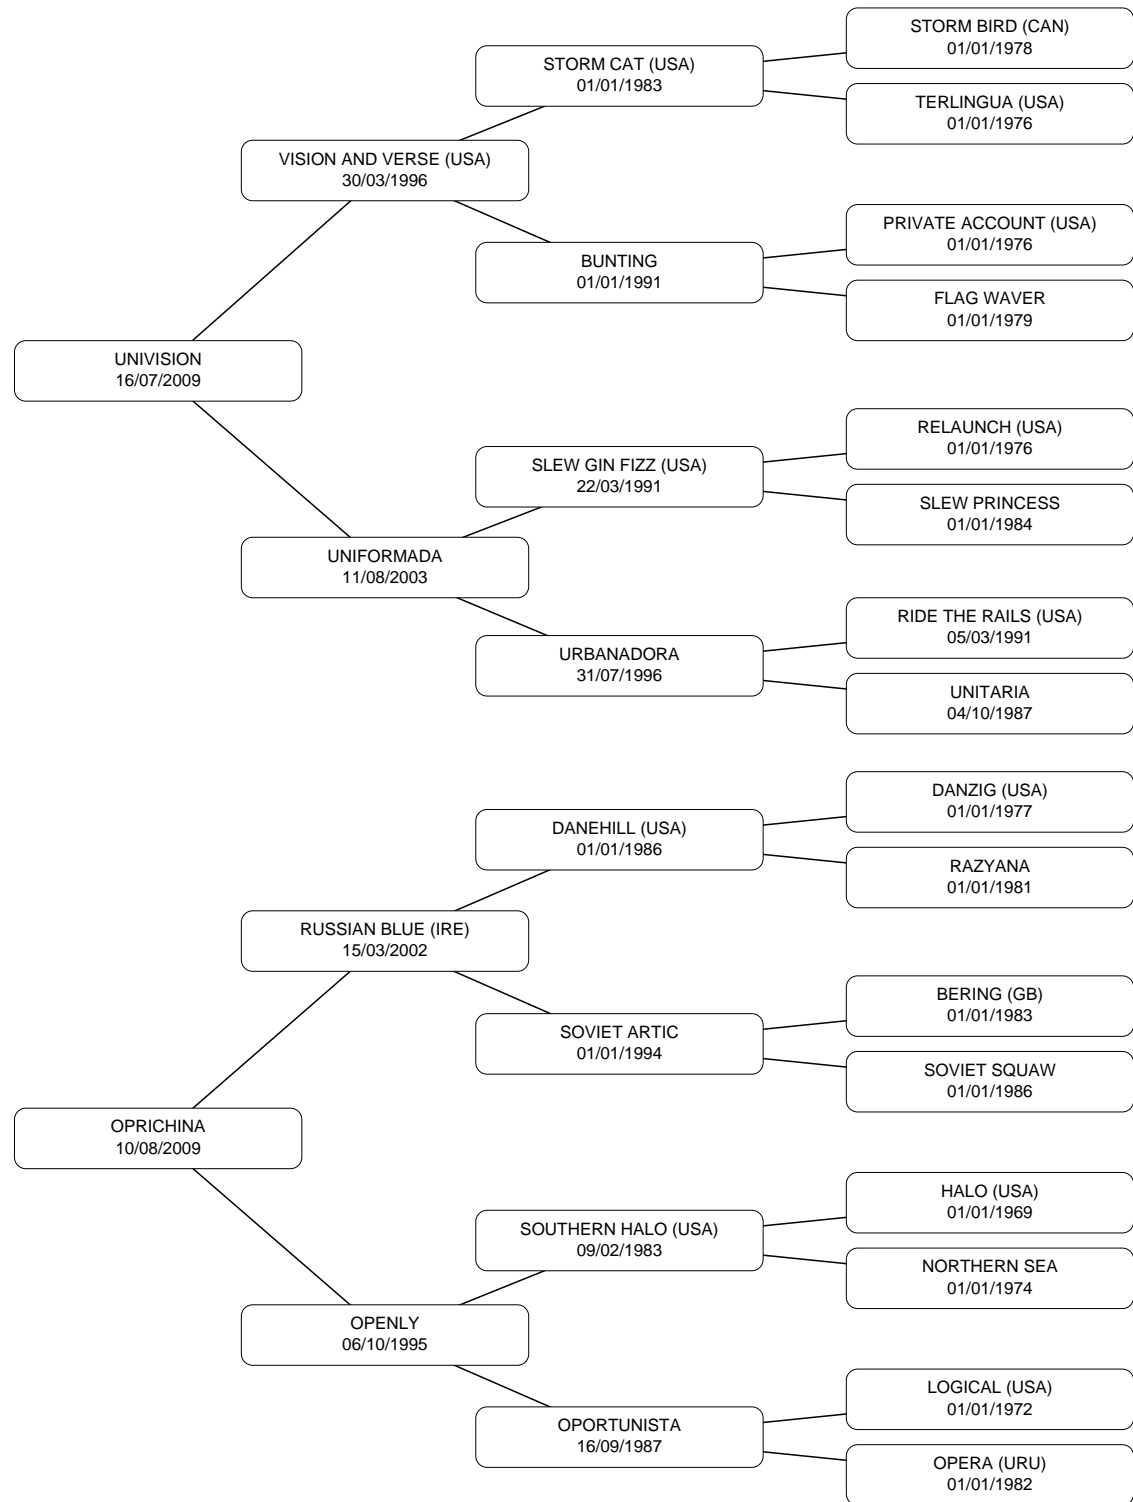 STORM BIRD (CAN)
01/01/1978
STORM CAT (USA)
01/01/1983
TERLINGUA (USA)
01/01/1976
VISION AND VERSE (USA)
30/03/1996
PRIVATE ACCOUNT (USA)
01/01/1976
BUNTING
01/01/1991
FLAG WAVER
01/01/1979
UNIVISION
16/07/2009
RELAUNCH (USA)
01/01/1976
SLEW GIN FIZZ (USA)
22/03/1991
SLEW PRINCESS
01/01/1984
UNIFORMADA
11/08/2003
RIDE THE RAILS (USA)
05/03/1991
URBANADORA
31/07/1996
UNITARIA
04/10/1987
DANZIG (USA)
01/01/1977
DANEHILL (USA)
01/01/1986
RAZYANA
01/01/1981
RUSSIAN BLUE (IRE)
15/03/2002
BERING (GB)
01/01/1983
SOVIET ARTIC
01/01/1994
SOVIET SQUAW
01/01/1986
OPRICHINA
10/08/2009
HALO (USA)
01/01/1969
SOUTHERN HALO (USA)
09/02/1983
NORTHERN SEA
01/01/1974
OPENLY
06/10/1995
LOGICAL (USA)
01/01/1972
OPORTUNISTA
16/09/1987
OPERA (URU)
01/01/1982